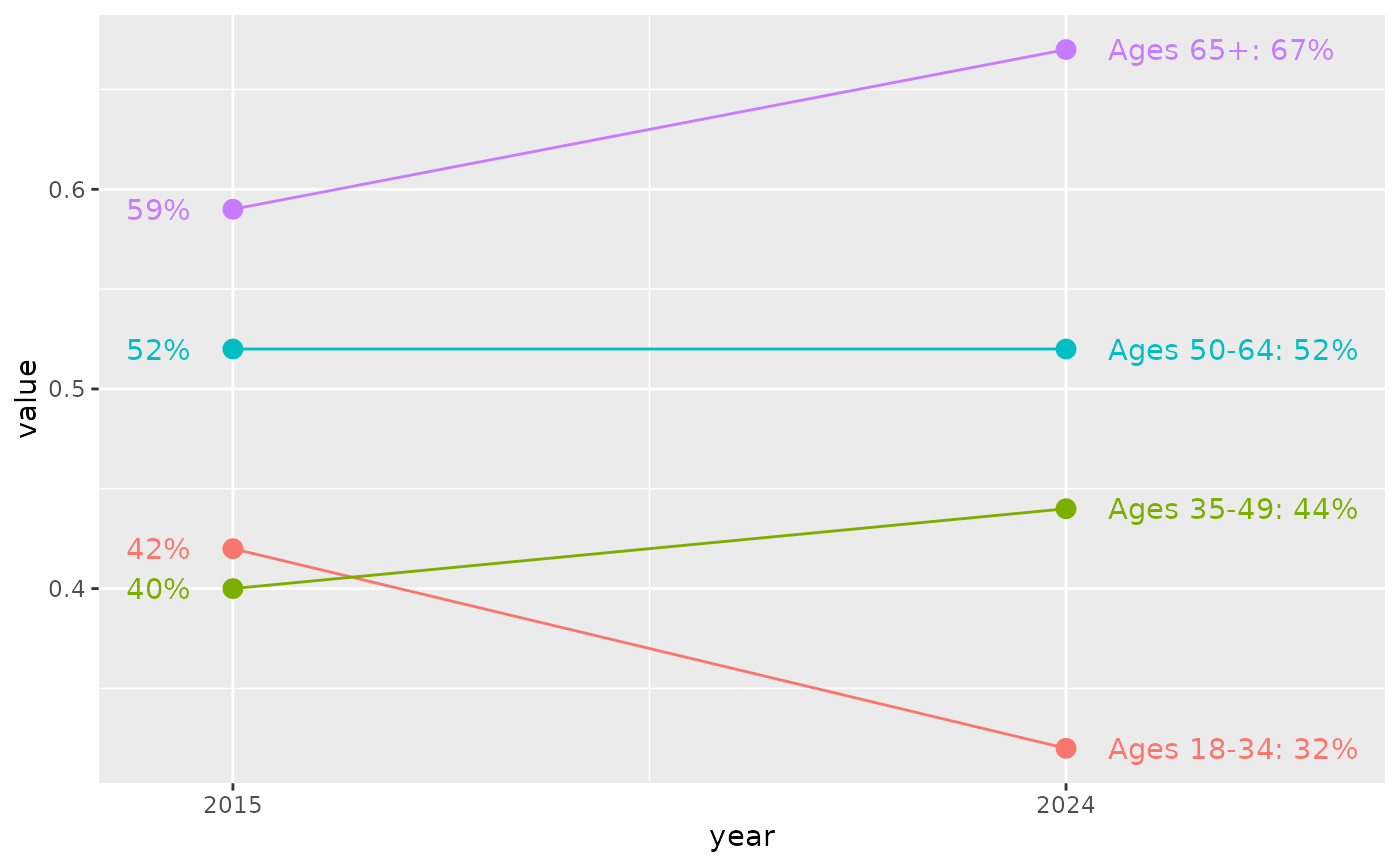 Ages 65+: 67%
0.6
59%
52%
Ages 50-64: 52%
value
0.5
Ages 35-49: 44%
42%
0.4
40%
Ages 18-34: 32%
2015
2024
year